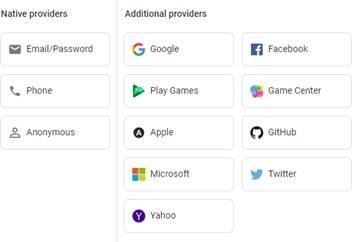 Native providers
Email/Password
Phone
Anonymous
Additional providers
Google
Facebook
Play Games
Game Center
Apple
GitHub
Microsoft
Twitter
Yahoo